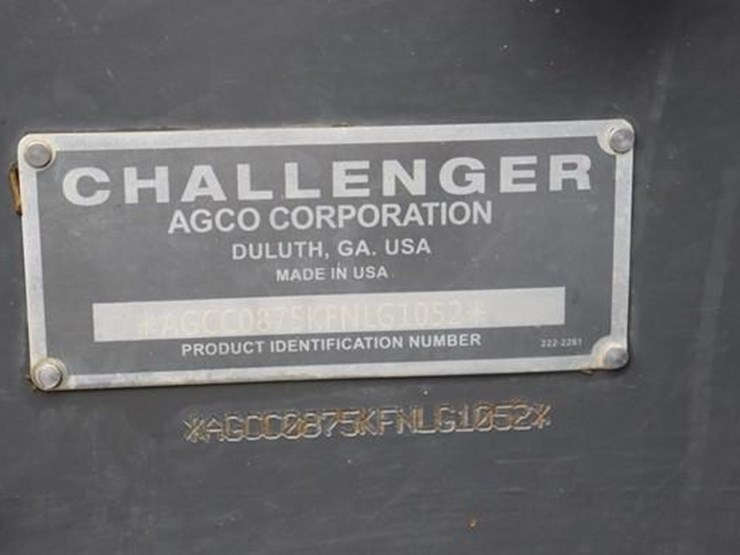 CHALLENGER
AGCO CORPORATION
DULUTH, GA. USA
MADE IN USA
*AGCC0875KFNLG1052*
PRODUCT IDENTIFICATION NUMBER
222-2281
*AGCC0875KFNLG1052*